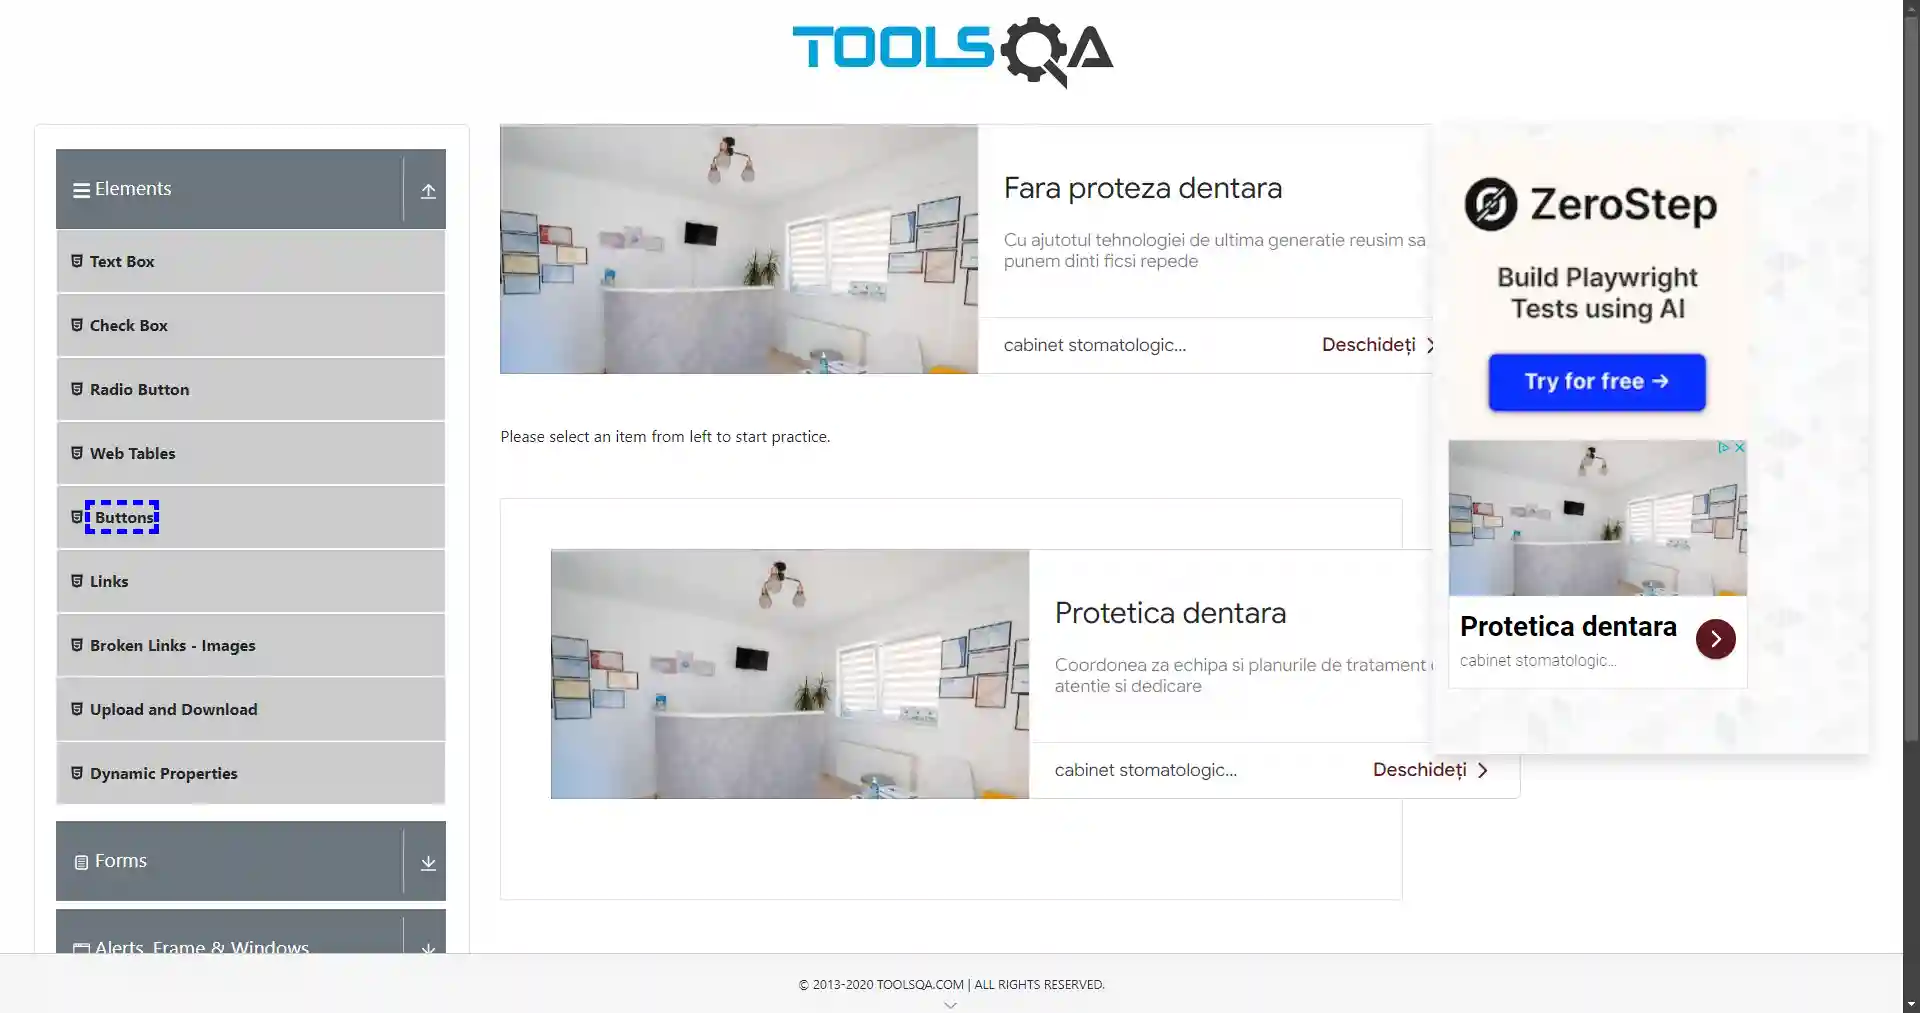 TOOLSQA
Elements
Text Box
Check Box
Radio Button
Web Tables
Buttons
Links
Broken Links - Images
Upload and Download
Dynamic Properties
Forms
Alerts, Frame & Windows
Fara proteza dentara
Cu ajutotul tehnologiei de ultima generatie reusim sa
punem dinti ficsi repede
cabinet stomatologic...
Deschideți
Please select an item from left to start practice.
Protetica dentara
Coordonea za echipa si planurile de tratament
atentie si dedicare
cabinet stomatologic...
Deschideți
ZeroStep
Build Playwright
Tests using AI
Try for free →
Protetica dentara
cabinet stomatologic...
© 2013-2020 TOOLSQA.COM | ALL RIGHTS RESERVED.